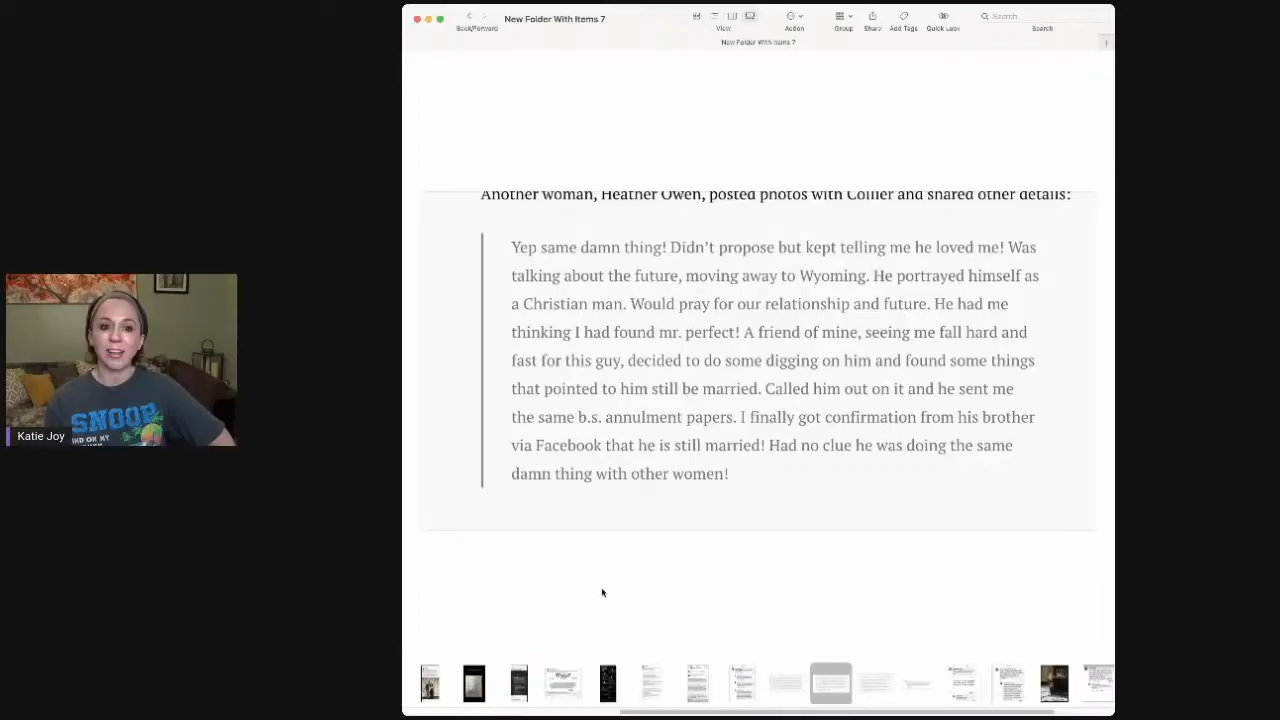 New Folder With Items 7
Back/Forward
View
Action
Group
Share
Add Tags
Quick Look
Search
Search
New Folder With Items 7
Another woman, Heather Owen, posted photos with Collier and shared other details:
Yep same damn thing! Didn't propose but kept telling me he loved me! Was
talking about the future, moving away to Wyoming. He portrayed himself as
a Christian man. Would pray for our relationship and future. He had me
thinking I had found mr. perfect! A friend of mine, seeing me fall hard and
fast for this guy, decided to do some digging on him and found some things
that pointed to him still be married. Called him out on it and he sent me
the same b.s. annulment papers. I finally got confirmation from his brother
via Facebook that he is still married! Had no clue he was doing the same
damn thing with other women!
SNOOP
Katie Joy